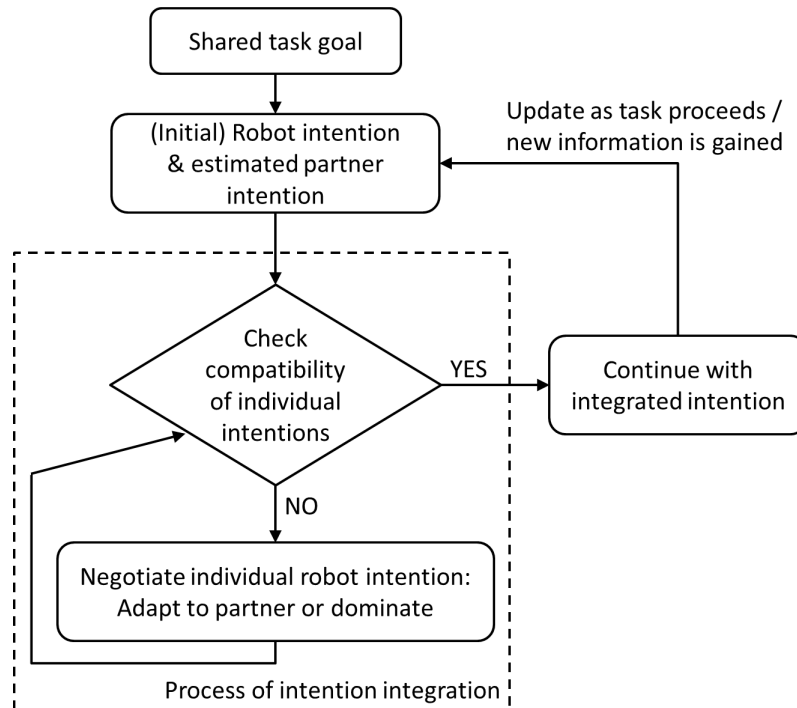 Shared task goal
Update as task proceeds /
new information is gained
(Initial) Robot intention
& estimated partner
intention
Check
compatibility
of individual
intentions
YES
Continue with
integrated intention
NO
Negotiate individual robot intention:
Adapt to partner or dominate
Process of intention integration